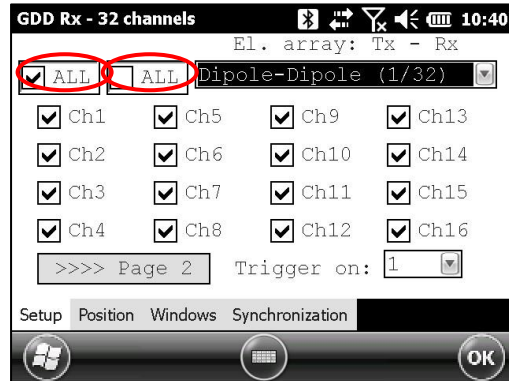 GDD Rx - 32 channels 10:40
El. array: Tx - Rx
ALL ALL Dipole-Dipole (1/32)
Ch1 Ch5 Ch9 Ch13
Ch2 Ch6 Ch10 Ch14
Ch3 Ch7 Ch11 Ch15
Ch4 Ch8 Ch12 Ch16
>>>> Page 2 Trigger on: 1
Setup Position Windows Synchronization
OK